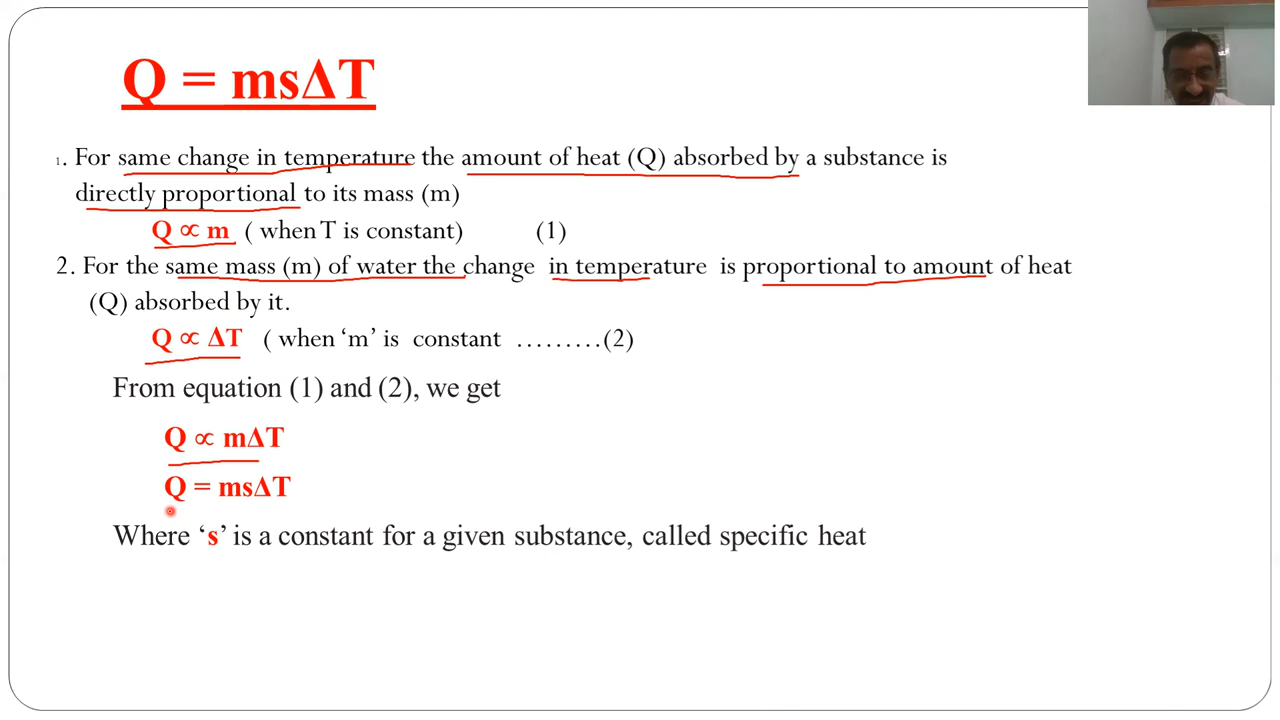 Q = msΔT
1. For same change in temperature the amount of heat (Q) absorbed by a substance is
directly proportional to its mass (m)
Q ∝ m ( when T is constant) (1)
2. For the same mass (m) of water the change in temperature is proportional to amount of heat
(Q) absorbed by it.
Q ∝ ΔT ( when ‘m’ is constant ………(2)
From equation (1) and (2), we get
Q ∝ mΔT
Q = msΔT
Where ‘s’ is a constant for a given substance, called specific heat